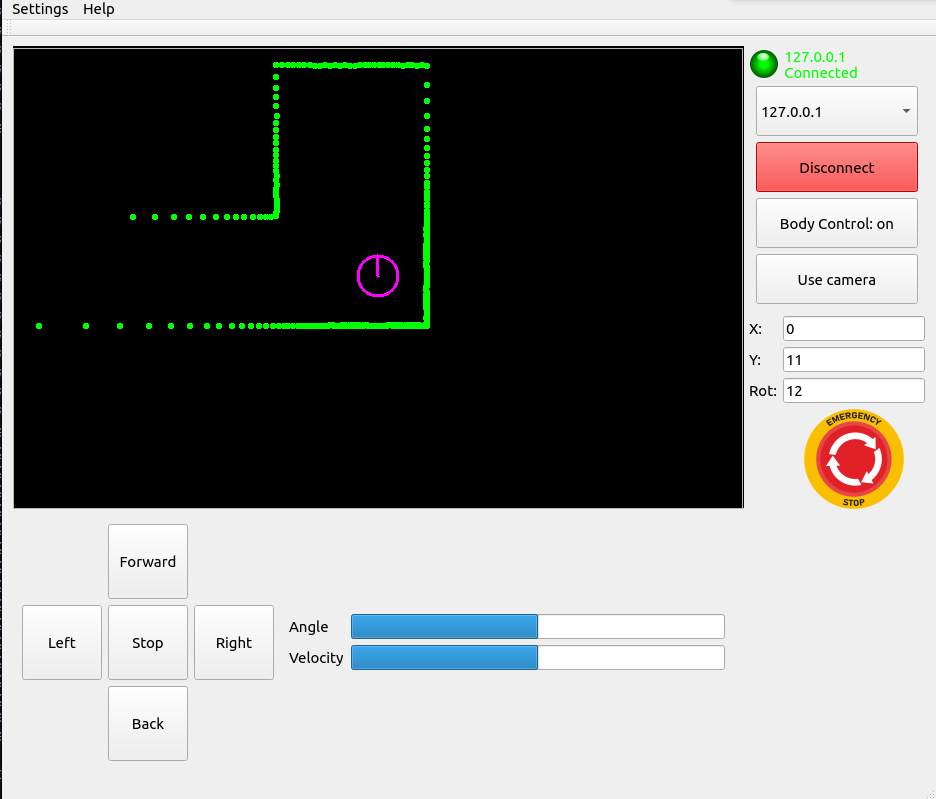 Settings Help
127.0.0.1
Connected
127.0.0.1
Disconnect
Body Control: on
Use camera
X: 0
Y: 11
Rot: 12
EMERGENCY
STOP
Forward
Left Stop Right
Angle
Velocity
Back